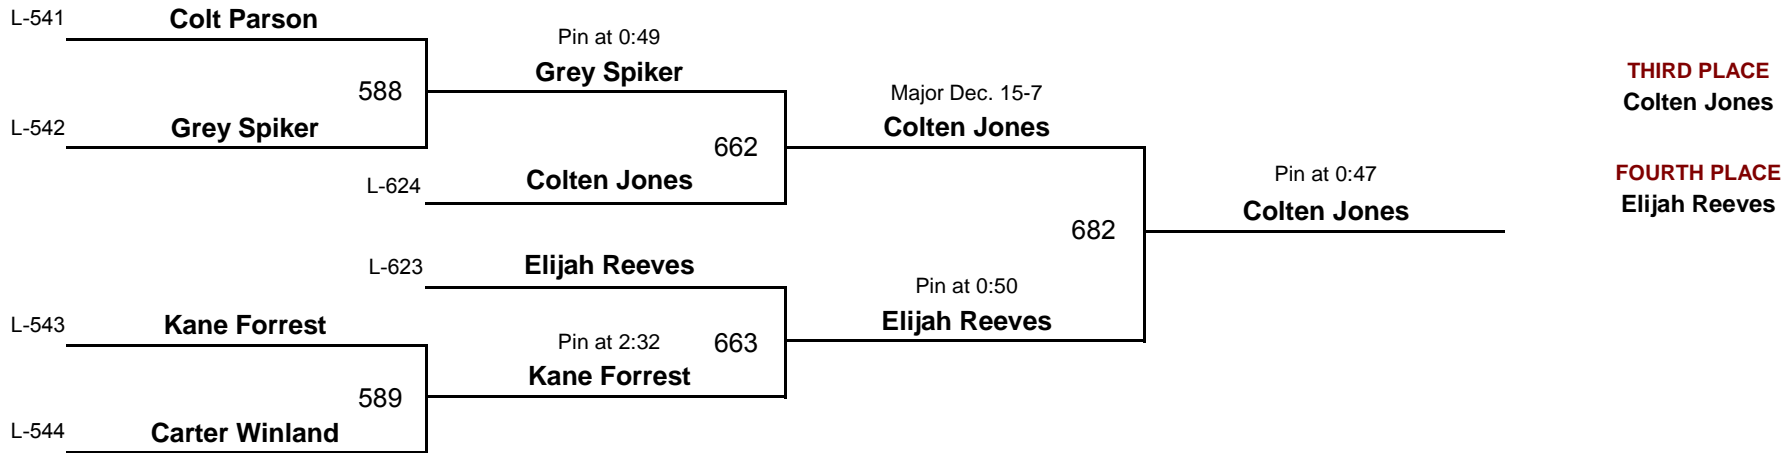 L-541 Colt Parson
Pin at 0:49
Grey Spiker
588
L-542 Grey Spiker
Major Dec. 15-7
Colten Jones
662
L-624 Colten Jones
Pin at 0:47
Colten Jones
682
L-623 Elijah Reeves
Pin at 0:50
Elijah Reeves
L-543 Kane Forrest
Pin at 2:32
663
Kane Forrest
589
L-544 Carter Winland
THIRD PLACE
Colten Jones
FOURTH PLACE
Elijah Reeves